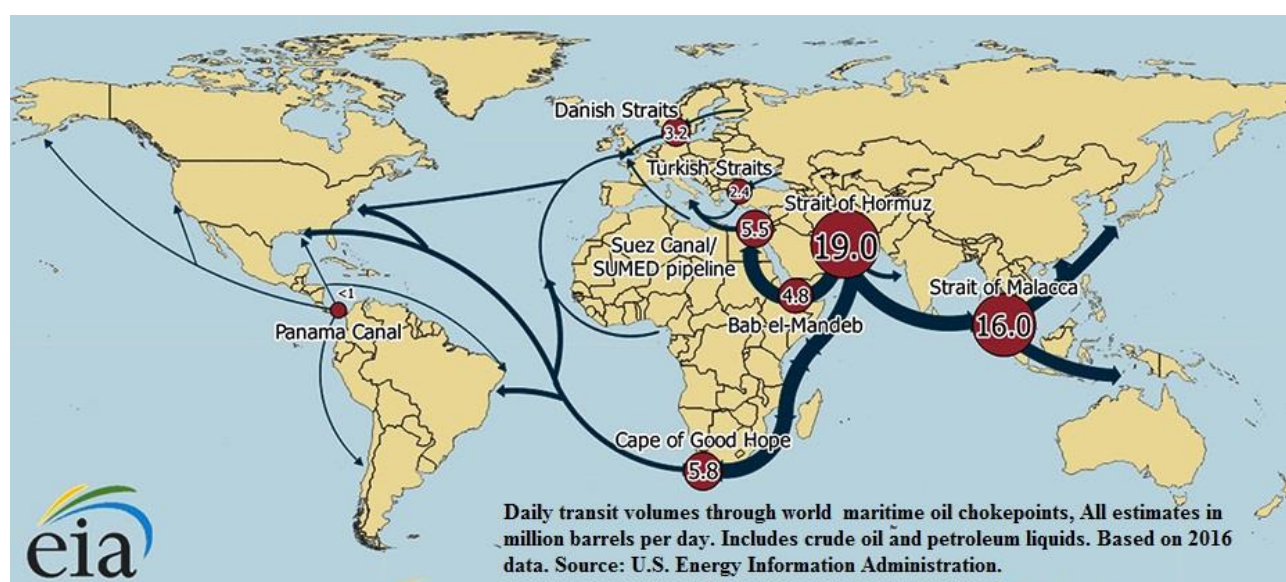 Danish Straits
3.2
Turkish Straits
2.4
Strait of Hormuz
5.5
19.0
Suez Canal/
SUMED pipeline
4.8
Strait of Malacca
<1
16.0
Panama Canal
Bab el-Mandeb
Cape of Good Hope
5.8
eia
Daily transit volumes through world maritime oil chokepoints, All estimates in
million barrels per day. Includes crude oil and petroleum liquids. Based on 2016
data. Source: U.S. Energy Information Administration.